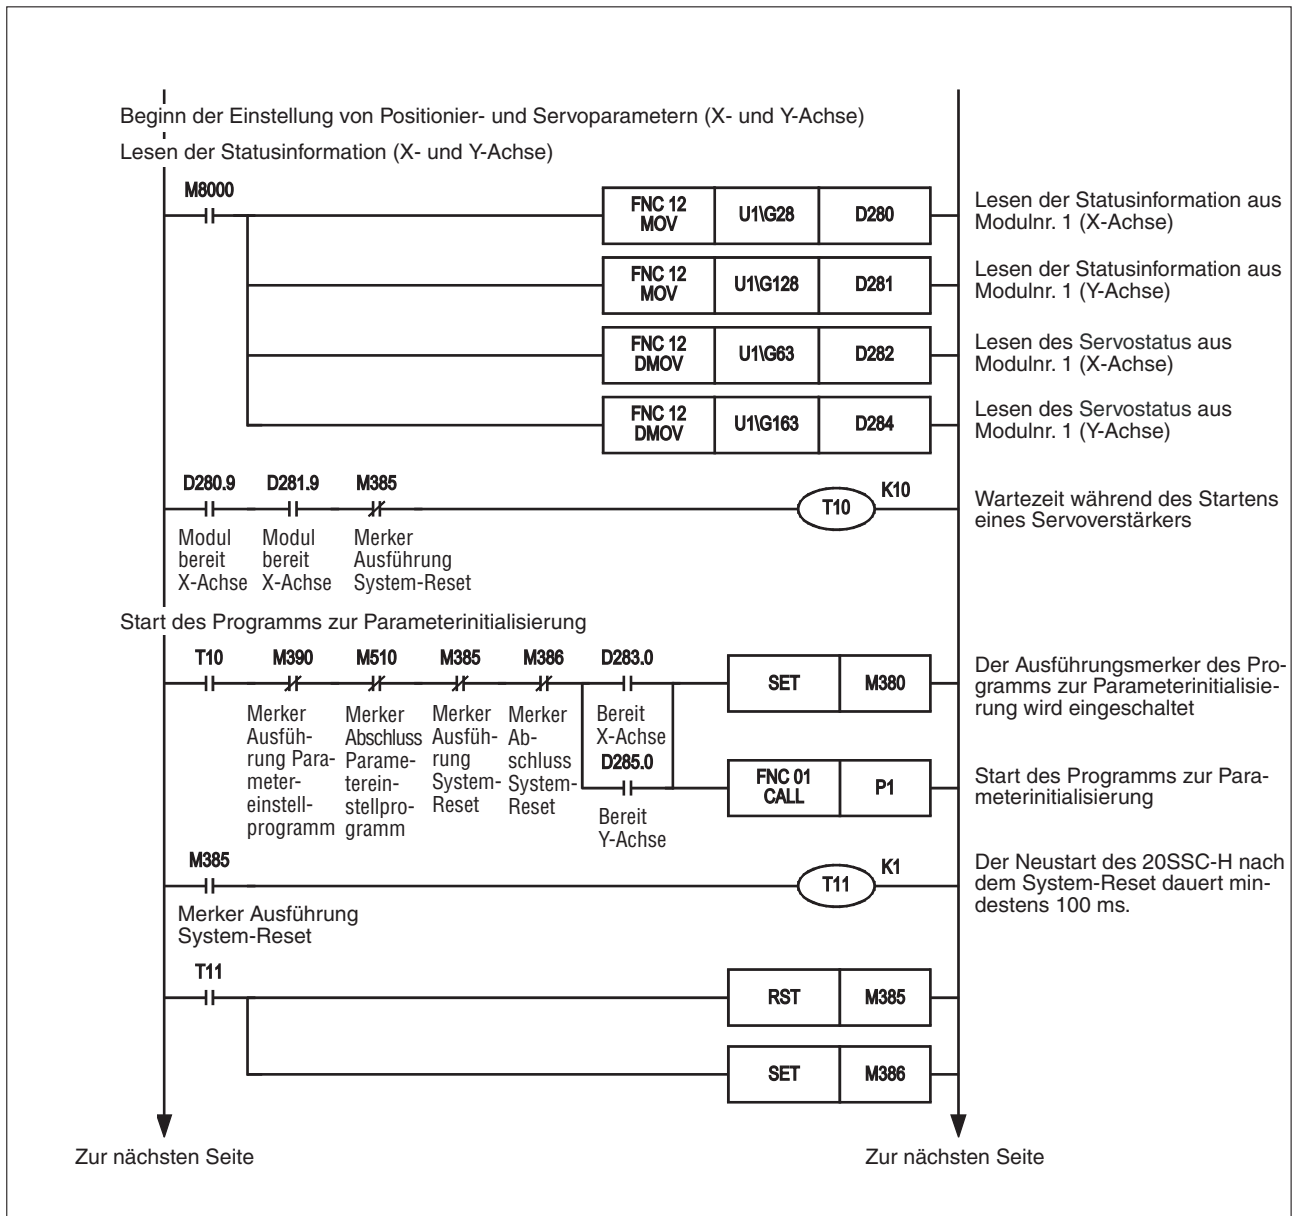 Beginn der Einstellung von Positionier- und Servoparametern (X- und Y-Achse)
Lesen der Statusinformation (X- und Y-Achse)
M8000
FNC 12
MOV
U1\G28
D280
Lesen der Statusinformation aus
Modulnr. 1 (X-Achse)
FNC 12
MOV
U1\G128
D281
Lesen der Statusinformation aus
Modulnr. 1 (Y-Achse)
FNC 12
DMOV
U1\G63
D282
Lesen des Servostatus aus
Modulnr. 1 (X-Achse)
FNC 12
DMOV
U1\G163
D284
Lesen des Servostatus aus
Modulnr. 1 (Y-Achse)
D280.9
D281.9
M385
T10
K10
Wartezeit während des Startens
eines Servoverstärkers
Modul
bereit
X-Achse
Modul
bereit
X-Achse
Merker
Ausführung
System-Reset
Start des Programms zur Parameterinitialisierung
T10
M390
M510
M385
M386
D283.0
SET
M380
Der Ausführungsmerker des Pro-
gramms zur Parameterinitialisie-
rung wird eingeschaltet
Merker
Ausfüh-
rung Para-
meter-
einstell-
programm
Merker
Abschluss
Parame-
terein-
stellpro-
gramm
Merker
Ausfüh-
rung
System-
Reset
Merker
Ab-
schluss
System-
Reset
Bereit
X-Achse
D285.0
Bereit
Y-Achse
FNC 01
CALL
P1
Start des Programms zur Para-
meterinitialisierung
M385
T11
K1
Der Neustart des 20SSC-H nach
dem System-Reset dauert min-
destens 100 ms.
Merker Ausführung
System-Reset
T11
RST
M385
SET
M386
Zur nächsten Seite
Zur nächsten Seite